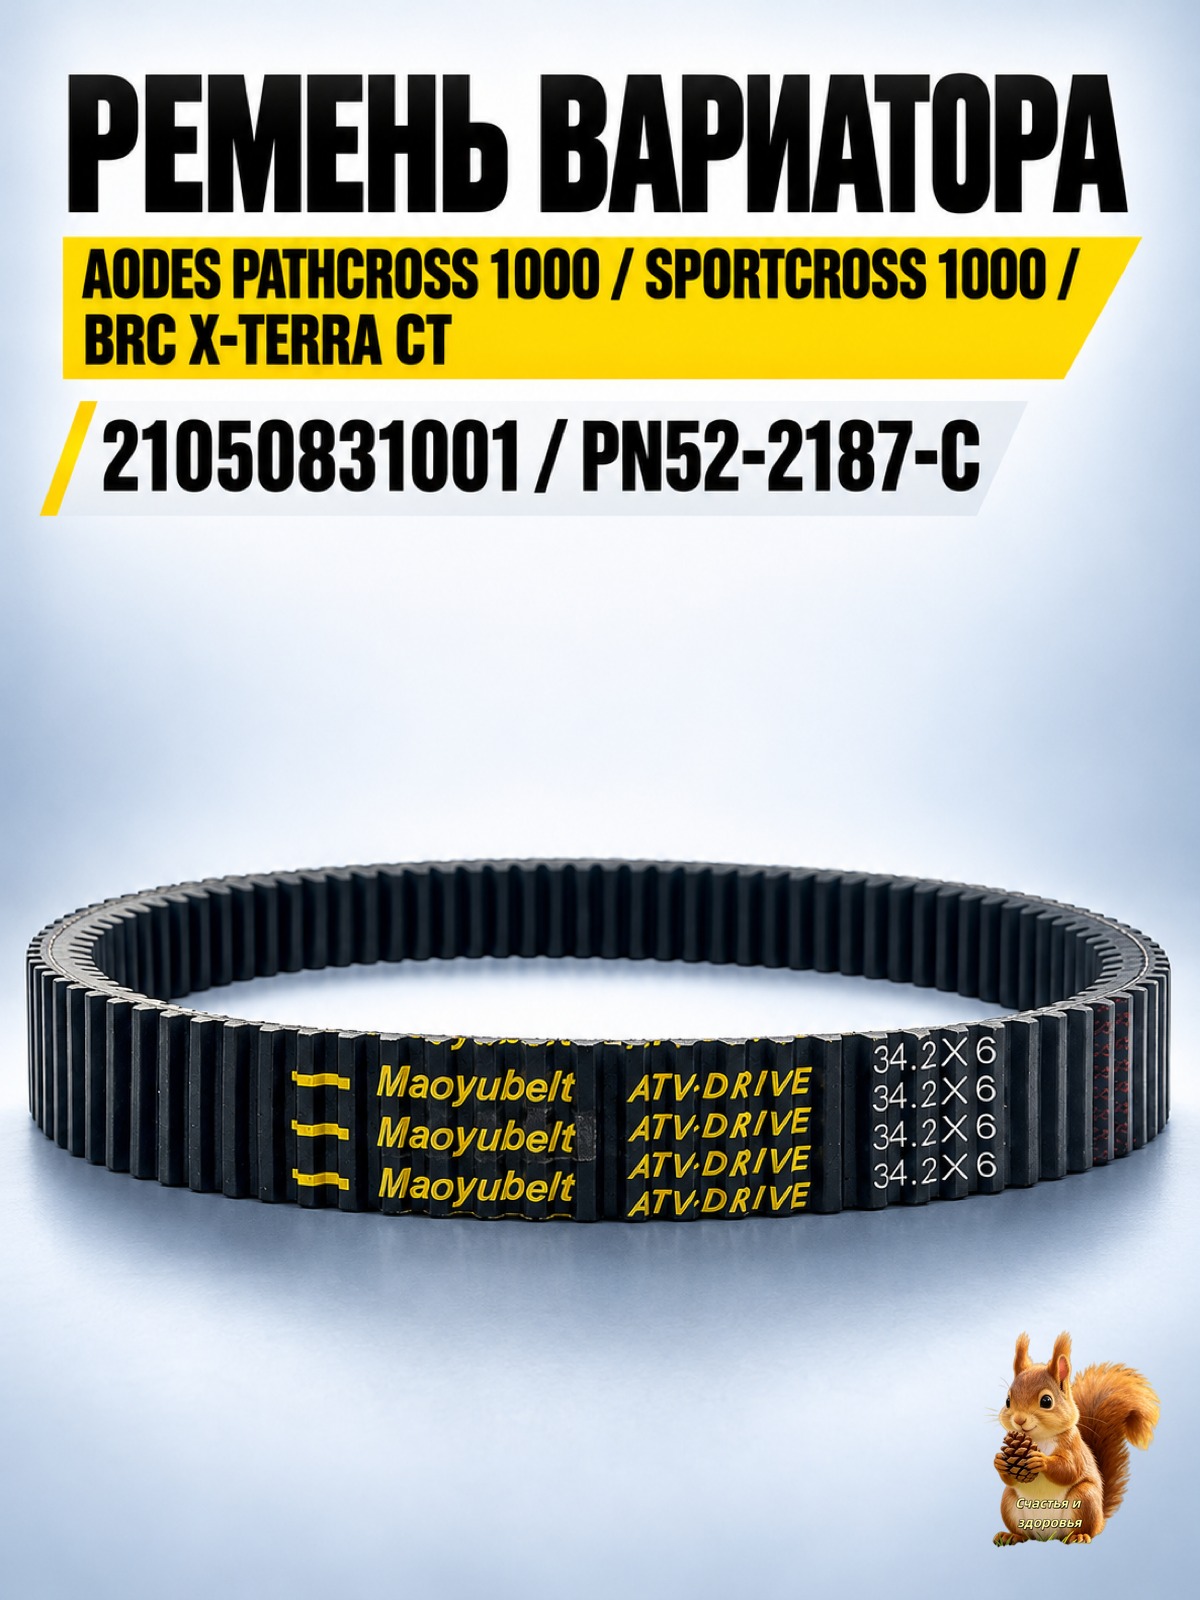 РЕМЕНЬ ВАРИАТОРА
AODES PATHCROSS 1000 / SPORTCROSS 1000 /
BRC X-TERRA CT
21050831001 / PN52-2187-C
Maoyubelt
Maoyubelt
Maoyubelt
ATV·DRIVE
ATV·DRIVE
ATV·DRIVE
ATV·DRIVE
34.2X6
34.2X6
34.2X6
34.2X6
Счастья и
здоровья